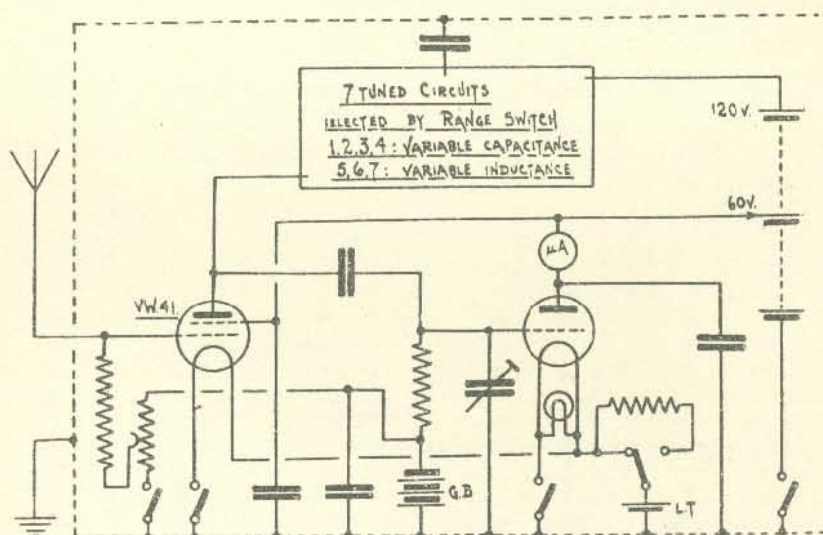 7 TUNED CIRCUITS
SELECTED BY RANGE SWITCH
1,2,3,4: VARIABLE CAPACITANCE
5,6,7: VARIABLE INDUCTANCE
120V.
60V.
μA
VW41.
G.B
L.T